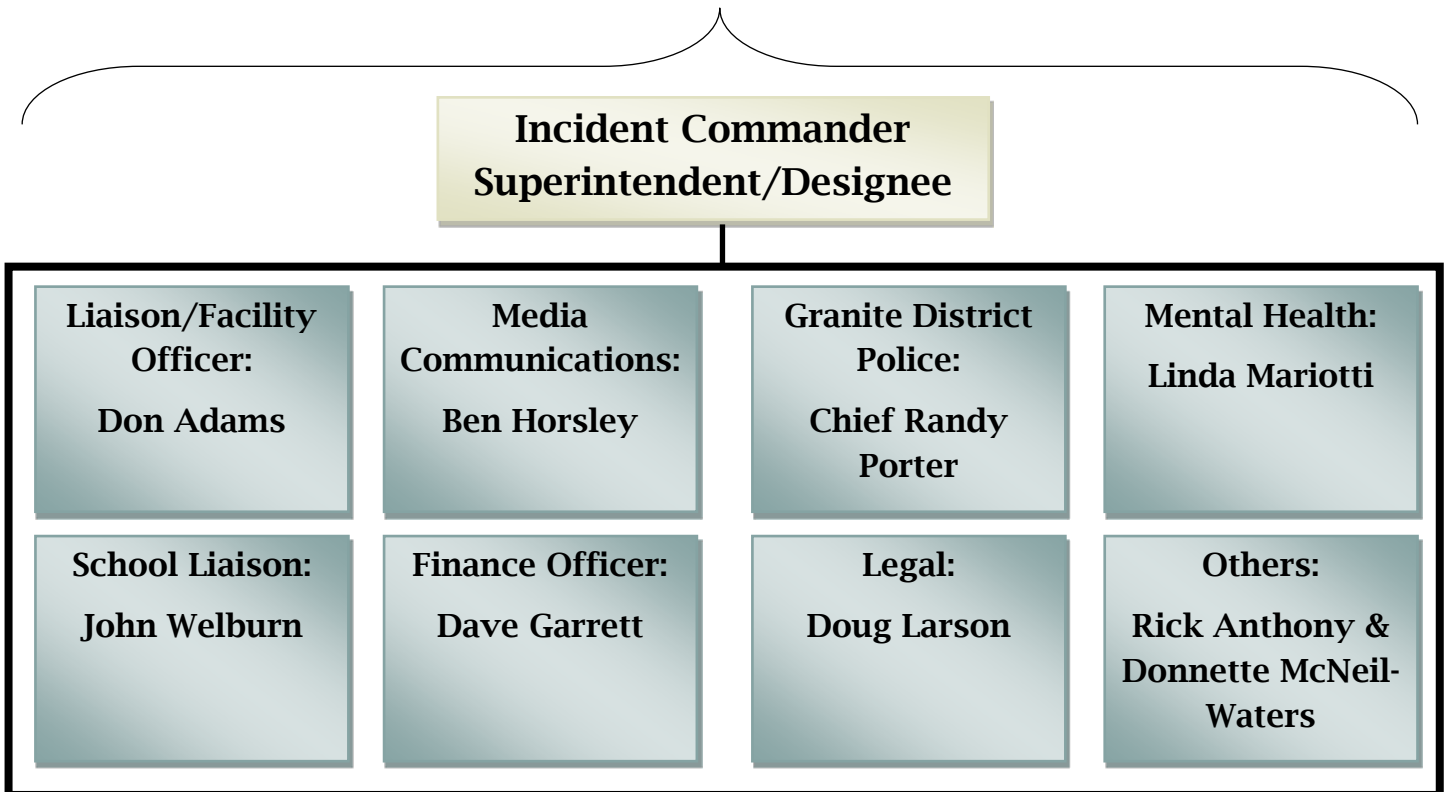 Incident Commander
Superintendent/Designee
Liaison/Facility
Officer:
Don Adams
Media
Communications:
Ben Horsley
Granite District
Police:
Chief Randy
Porter
Mental Health:
Linda Mariotti
School Liaison:
John Welburn
Finance Officer:
Dave Garrett
Legal:
Doug Larson
Others:
Rick Anthony &
Donnette McNeil-
Waters